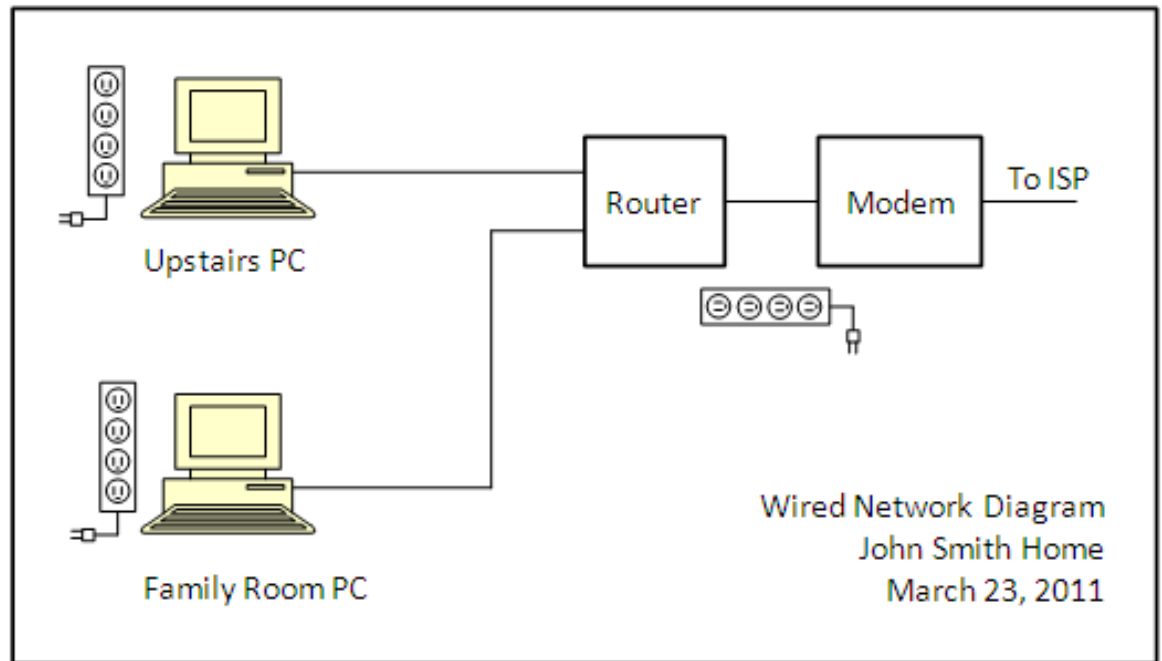 To ISP
Router
Modem
Upstairs PC
Wired Network Diagram
John Smith Home
March 23, 2011
Family Room PC